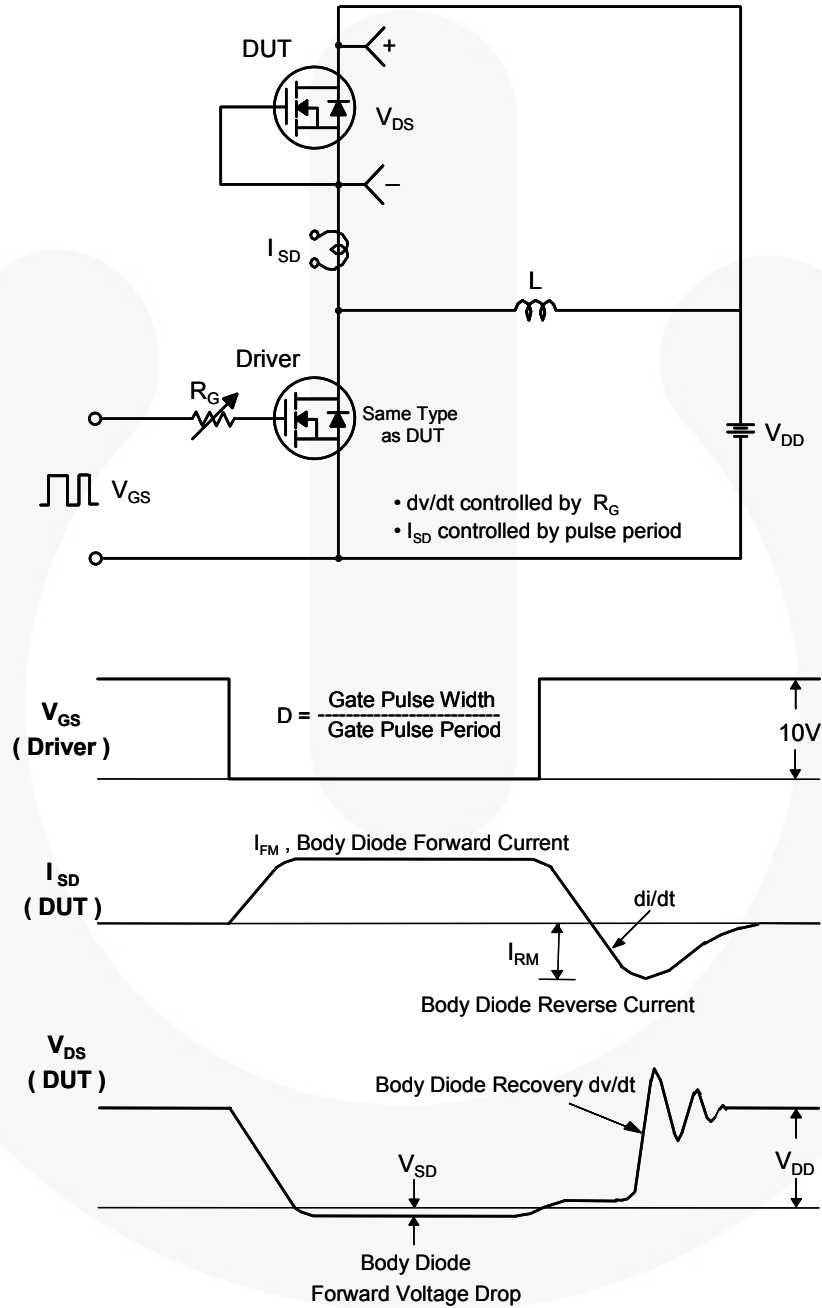 DUT
+
V_DS
–
I_SD
L
Driver
R_G
Same Type
as DUT
V_DD
V_GS
• dv/dt controlled by R_G
• I_SD controlled by pulse period
V_GS
( Driver )
D = Gate Pulse Width
Gate Pulse Period
10V
I_FM , Body Diode Forward Current
I_SD
( DUT )
di/dt
I_RM
Body Diode Reverse Current
V_DS
( DUT )
Body Diode Recovery dv/dt
V_SD
V_DD
Body Diode
Forward Voltage Drop